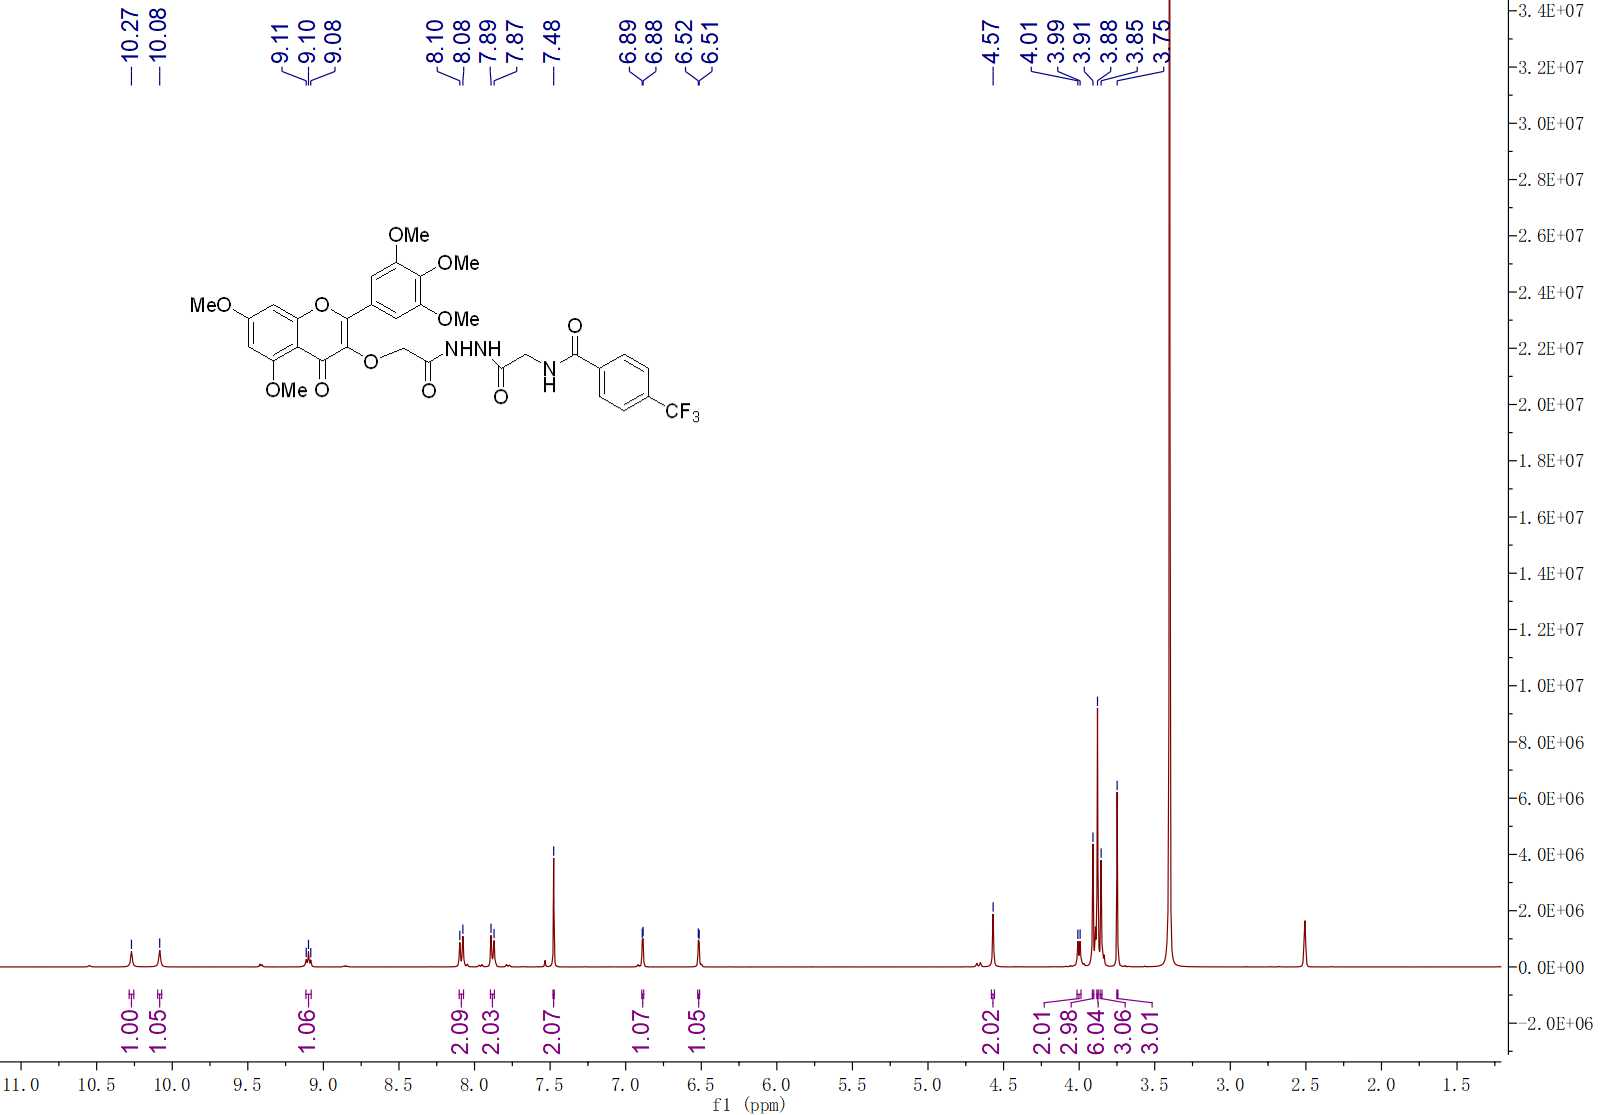 10.27
10.08
9.11
9.10
9.08
8.10
8.08
7.89
7.87
7.48
6.89
6.88
6.52
6.51
4.57
4.01
3.99
3.91
3.88
3.85
3.75
3.4E+07
3.2E+07
3.0E+07
2.8E+07
2.6E+07
2.4E+07
2.2E+07
2.0E+07
1.8E+07
1.6E+07
1.4E+07
1.2E+07
1.0E+07
8.0E+06
6.0E+06
4.0E+06
2.0E+06
0.0E+00
-2.0E+06
OMe
OMe
MeO
O
OMe
O
NHNH
O
O
N
H
OMe
O
O
O
CF3
1.00
1.05
1.06
2.09
2.03
2.07
1.07
1.05
2.02
2.01
2.98
6.04
3.06
3.01
11.0 10.5 10.0 9.5 9.0 8.5 8.0 7.5 7.0 6.5 6.0 5.5 5.0 4.5 4.0 3.5 3.0 2.5 2.0 1.5
f1 (ppm)